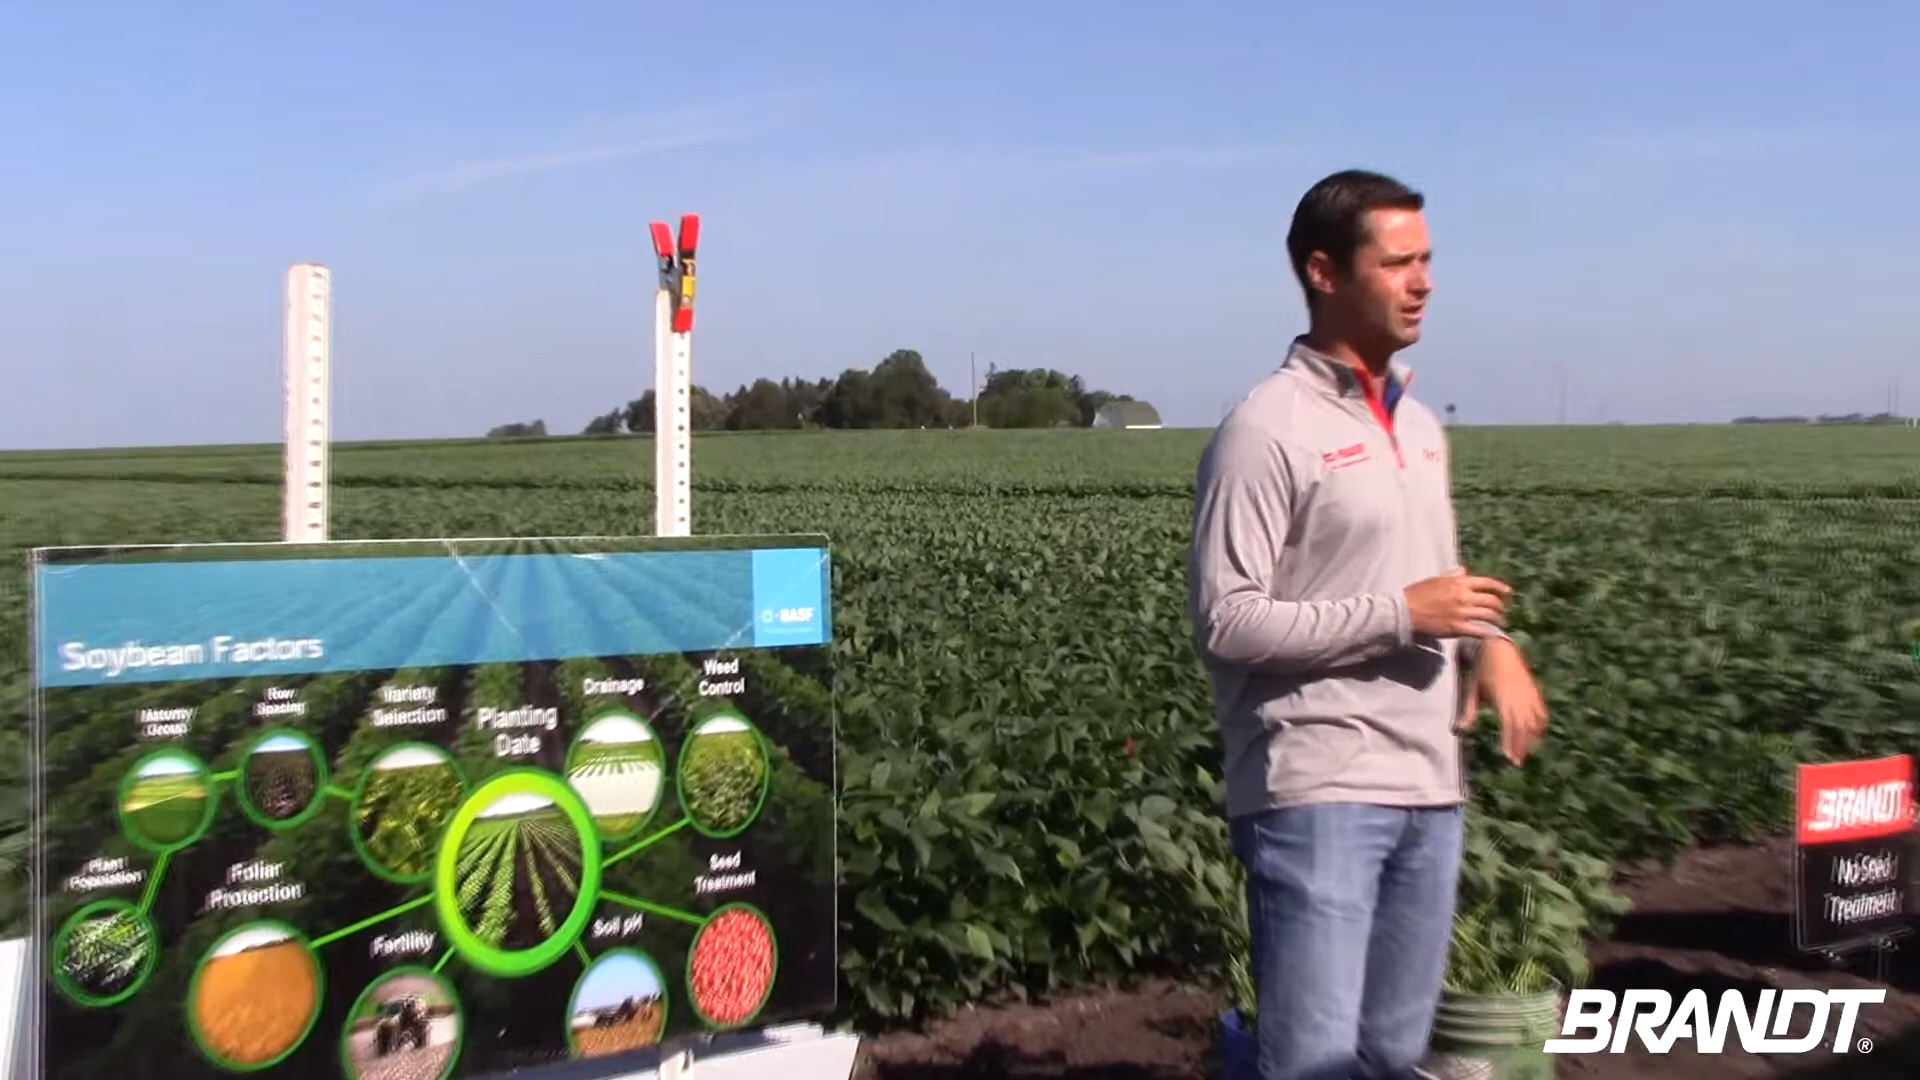 BASF
Soybean Factors
Weed
Control
Drainage
Row
Spacing
Variety
Selection
Maturity
Group
Planting
Date
Plant
Population
Foliar
Protection
Seed
Treatment
Fertility
Soil pH
BRANDT
No Seed
Treatment
BRANDT®